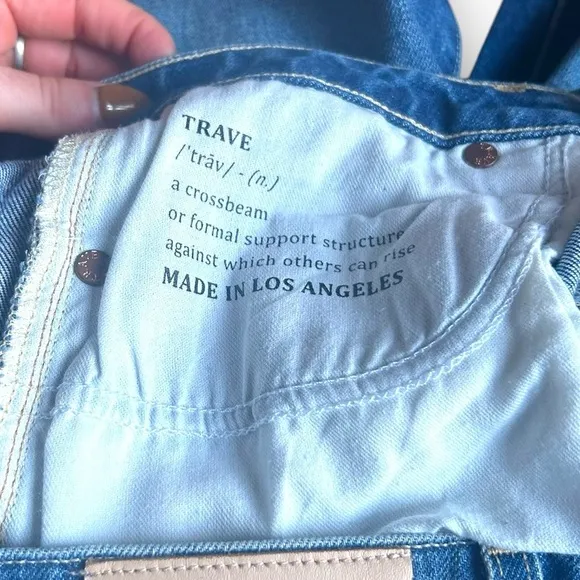 TRAVE
/'trāv/ - (n.)
a crossbeam
or formal support structure
against which others can rise
MADE IN LOS ANGELES